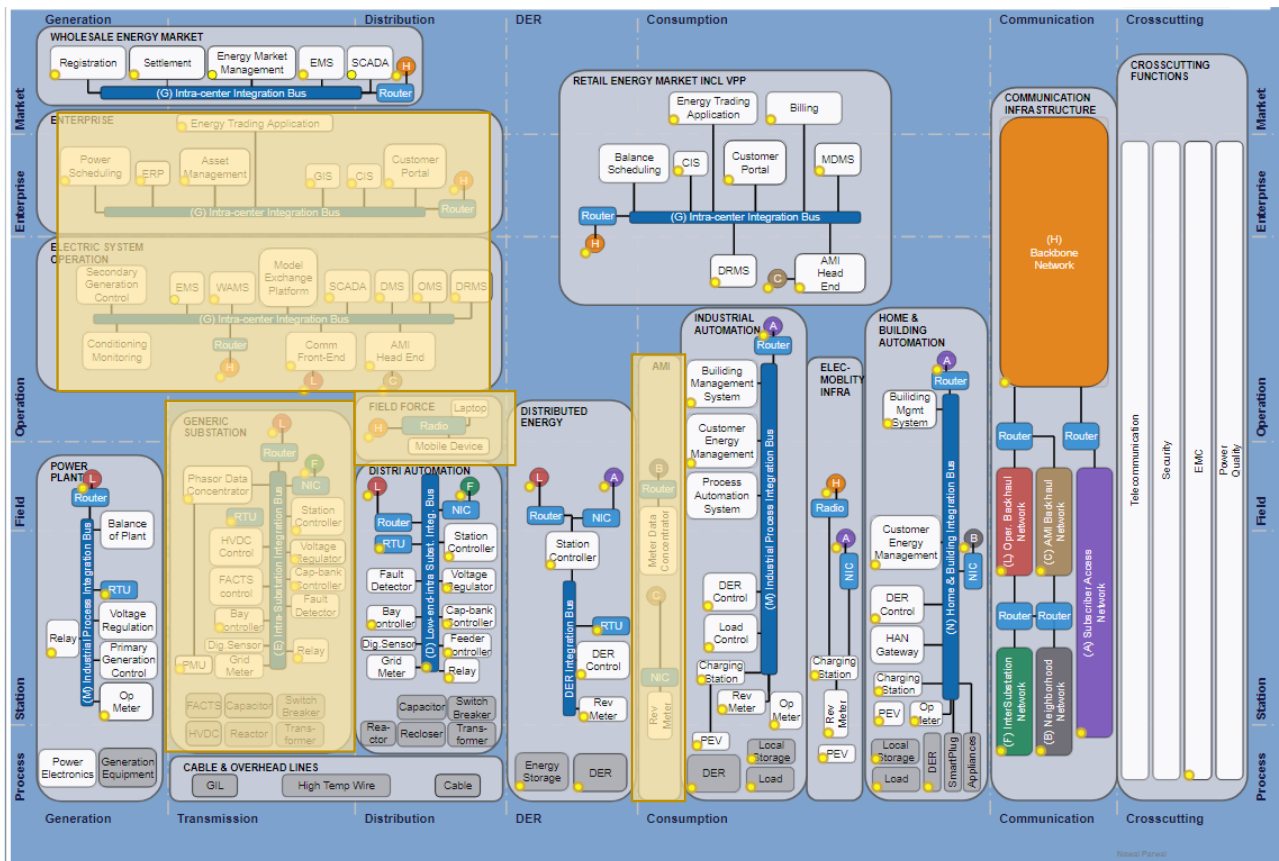 Generation
Distribution
DER
Consumption
Communication
Crosscutting
Market
Enterprise
Operation
Field
Station
Process
WHOLESALE ENERGY MARKET
Registration
Settlement
Energy Market
Management
EMS
SCADA
H
Router
(G) Intra-center Integration Bus
ENTERPRISE
Energy Trading Application
Power
Scheduling
ERP
Asset
Management
GIS
CIS
Customer
Portal
H
Router
(G) Intra-center Integration Bus
ELECTRIC SYSTEM
OPERATION
Secondary
Generation
Control
EMS
WAMS
Model
Exchange
Platform
SCADA
DMS
OMS
DRMS
(G) Intra-center Integration Bus
Conditioning
Monitoring
Router
H
Comm
Front-End
L
AMI
Head End
C
RETAIL ENERGY MARKET INCL VPP
Energy Trading
Application
Billing
Balance
Scheduling
CIS
Customer
Portal
MDMS
Router
(G) Intra-center Integration Bus
H
DRMS
C
AMI
Head
End
POWER
PLANT
L
Router
(M) Industrial Process Integration Bus
Balance
of Plant
RTU
Voltage
Regulation
Relay
Primary
Generation
Control
Op
Meter
Power
Electronics
Generation
Equipment
GENERIC
SUBSTATION
L
Router
F
NIC
Phasor Data
Concentrator
RTU
Station
Controller
HVDC
Control
Voltage
Regulator
FACTS
control
Cap-bank
Controller
Fault
Detector
Bay
Controller
Dig. Sensor
PMU
Grid
Meter
Relay
(E) Intra-Substation Integration Bus
FACTS
Capacitor
Switch
Breaker
HVDC
Reactor
Trans-
former
FIELD FORCE
Laptop
H
Radio
Mobile Device
DISTRI AUTOMATION
L
F
Router
NIC
RTU
Station
Controller
Fault
Detector
Voltage
Regulator
Bay
Controller
Cap-bank
Controller
Dig.Sensor
Feeder
Controller
Grid
Meter
Relay
(D) Low-end-intra Subst. Integ. Bus
Capacitor
Switch
Breaker
Rea-
ctor
Recloser
Trans-
former
CABLE & OVERHEAD LINES
GIL
High Temp Wire
Cable
DISTRIBUTED
ENERGY
L
A
Router
NIC
Station
Controller
DER Integration Bus
RTU
DER
Control
Rev
Meter
Energy
Storage
DER
AMI
B
Router
Meter Data
Concentrator
C
NIC
Rev
Meter
INDUSTRIAL
AUTOMATION
A
Router
Building
Management
System
Customer
Energy
Management
Process
Automation
System
DER
Control
Load
Control
Charging
Station
Rev
Meter
Op
Meter
PEV
(M) Industrial Process Integration Bus
DER
Local
Storage
Load
ELEC-
MOBLITY
INFRA
H
Radio
A
NIC
Charging
Station
Rev
Meter
PEV
HOME &
BUILDING
AUTOMATION
A
Router
Building
Mgmt
System
Customer
Energy
Management
B
NIC
DER
Control
HAN
Gateway
Charging
Station
PEV
Op
Meter
(N) Home & Building Integration Bus
Local
Storage
Load
DER
SmartPlug
Appliances
COMMUNICATION
INFRASTRUCTURE
(H)
Backbone
Network
Router
Router
(L) Oper. Backhaul
Network
(C) AMI Backhaul
Network
(A) Subscriber Access
Network
Router
Router
(F) InterSubstation
Network
(B) Neighborhood
Network
CROSSCUTTING
FUNCTIONS
Telecommunication
Security
EMC
Power
Quality
Market
Enterprise
Operation
Field
Station
Process
Generation
Transmission
Distribution
DER
Consumption
Communication
Crosscutting